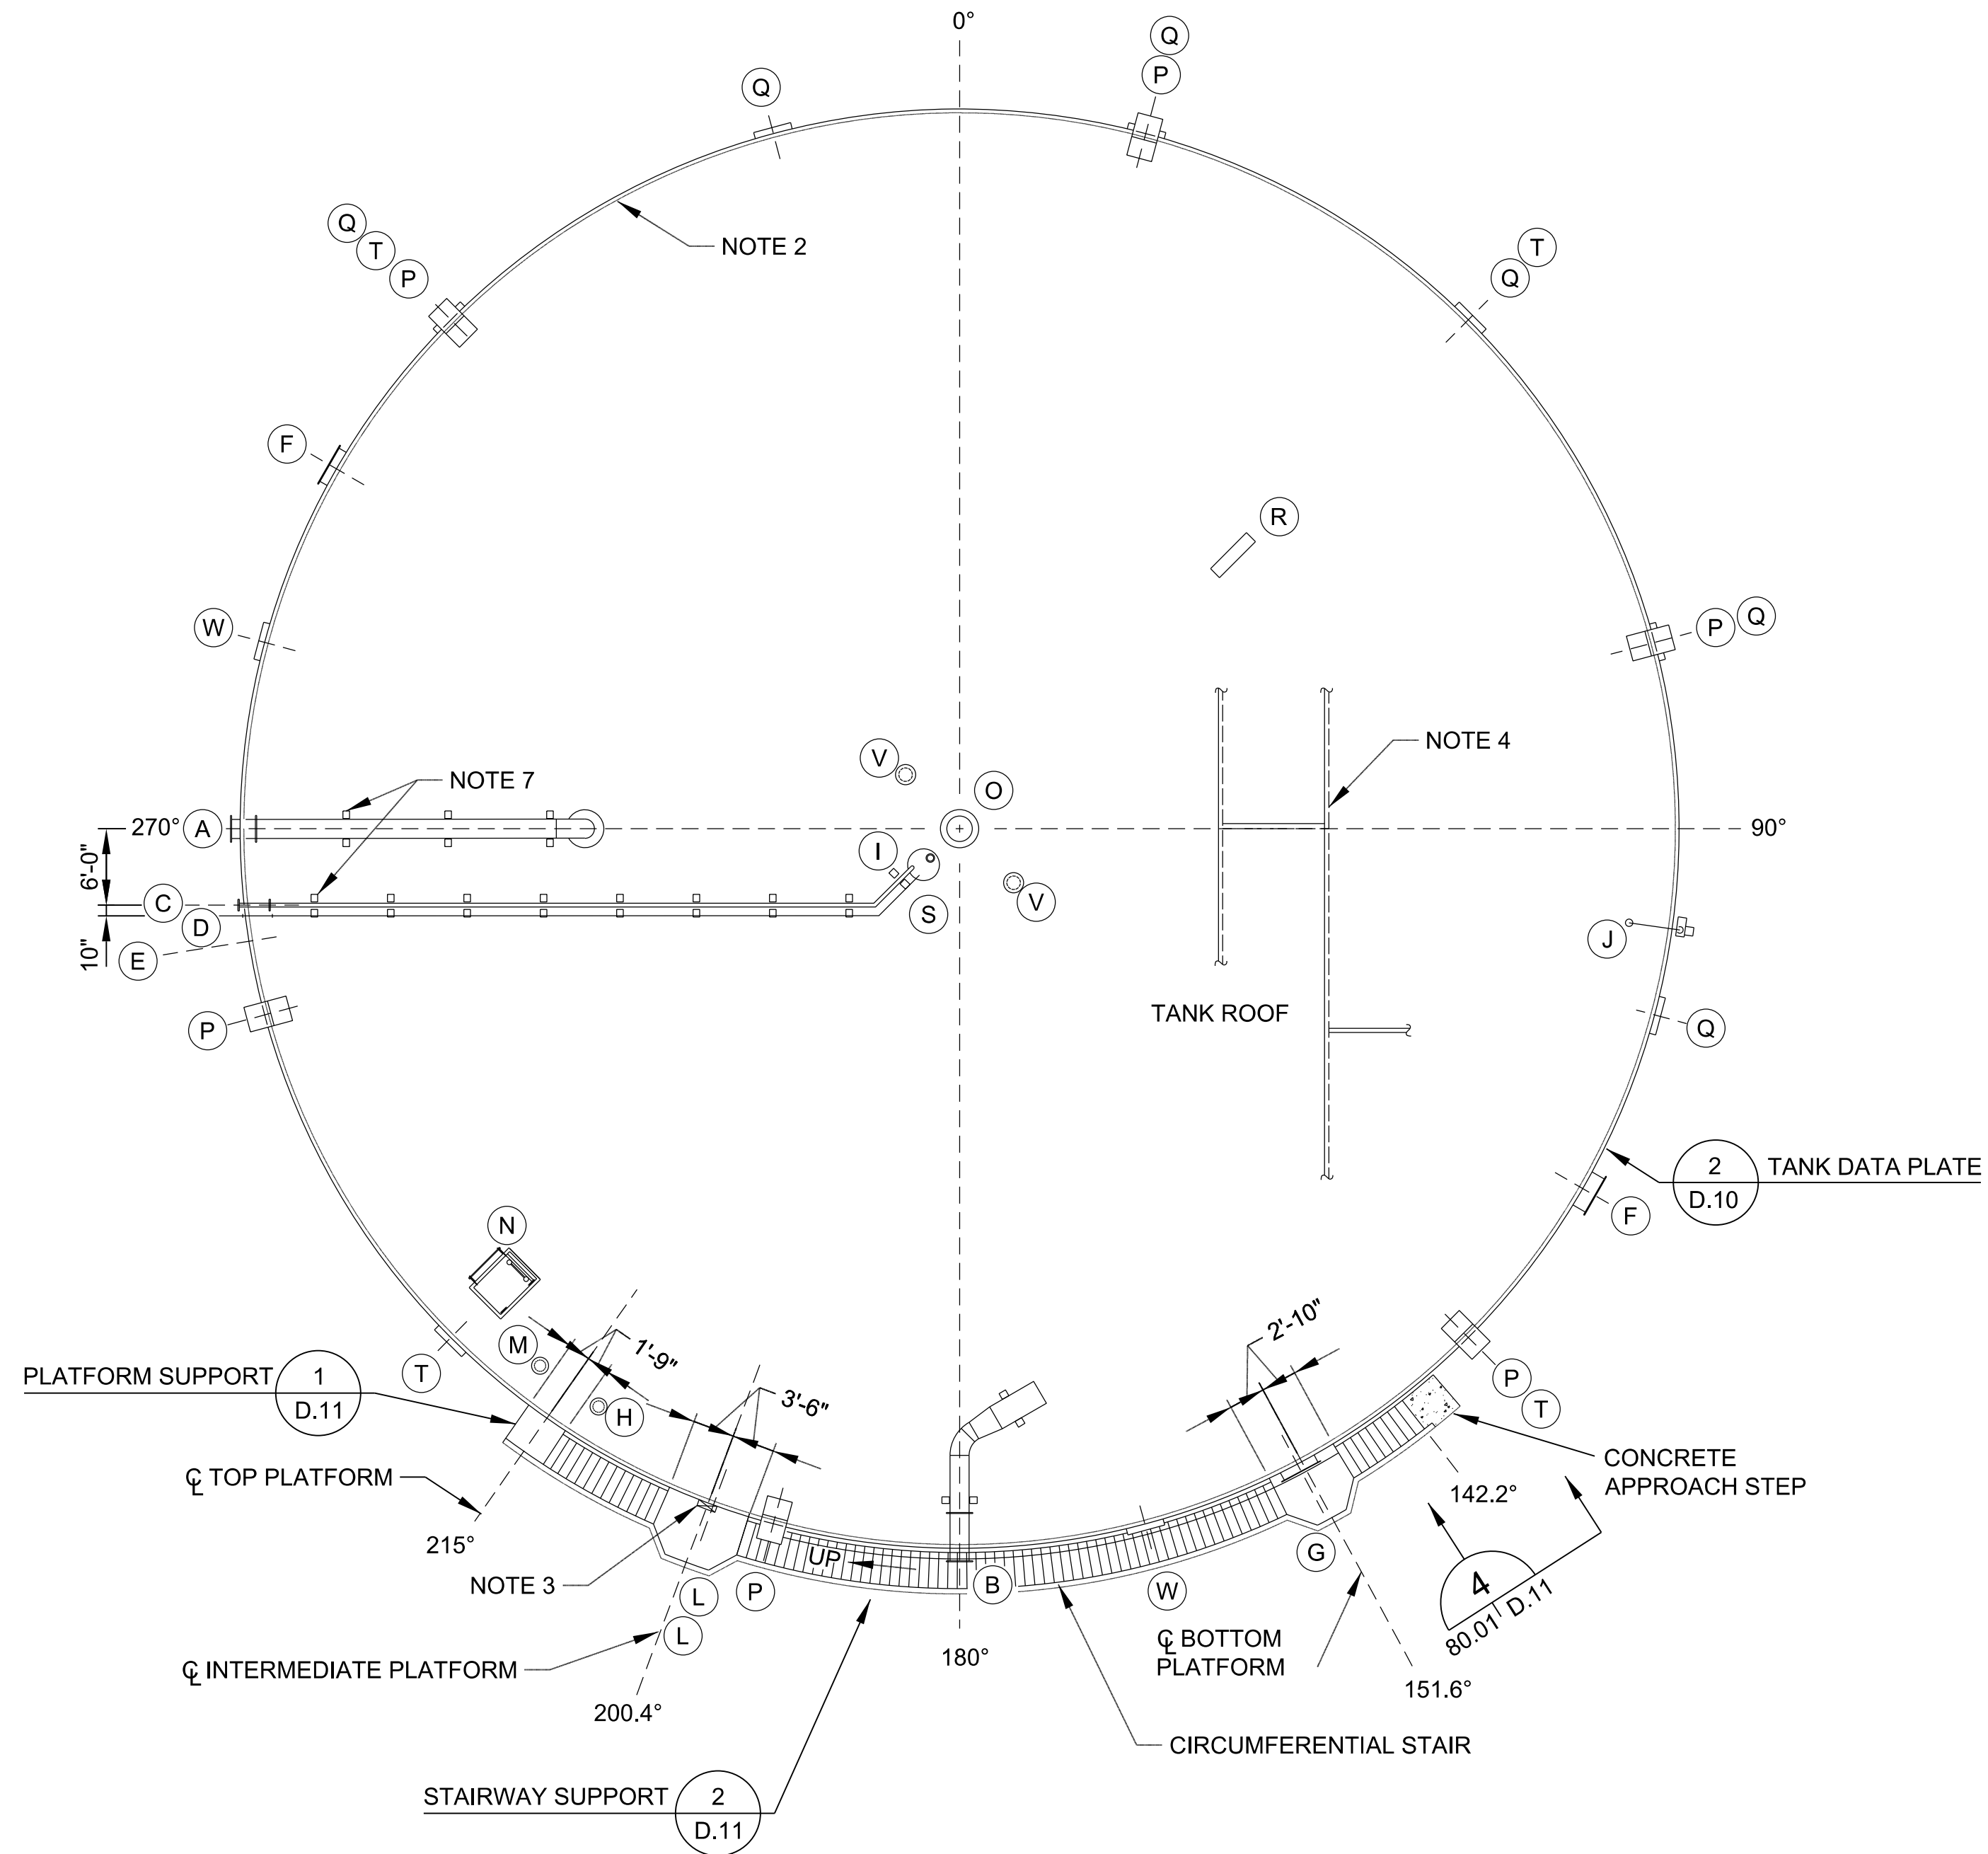 0°
Q
P
Q
Q
T
P
NOTE 2
T
Q
F
R
W
P
Q
NOTE 4
V
O
NOTE 7
270°
A
90°
6'-0"
I
C
D
S
V
10"
E
J
P
TANK ROOF
Q
2
D.10
TANK DATA PLATE
N
F
M
1'-9"
2'-10"
T
PLATFORM SUPPORT
1
D.11
H
3'-6"
P
T
℄ TOP PLATFORM
CONCRETE
APPROACH STEP
142.2°
215°
UP
G
NOTE 3
L
P
B
W
4
80.01
D.11
L
℄ INTERMEDIATE PLATFORM
180°
℄ BOTTOM
PLATFORM
151.6°
200.4°
CIRCUMFERENTIAL STAIR
STAIRWAY SUPPORT
2
D.11